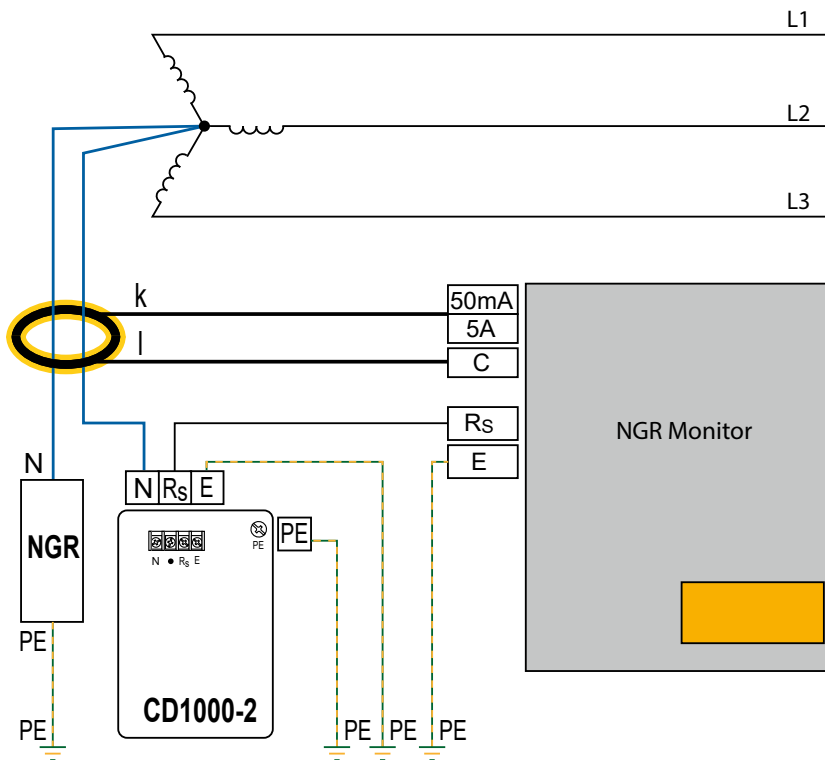 L1
L2
L3
k
50mA
5A
l
C
Rs
NGR Monitor
E
N
N Rs E
NGR
PE
PE
N • Rs E
PE
CD1000-2
PE
PE
PE
PE
PE